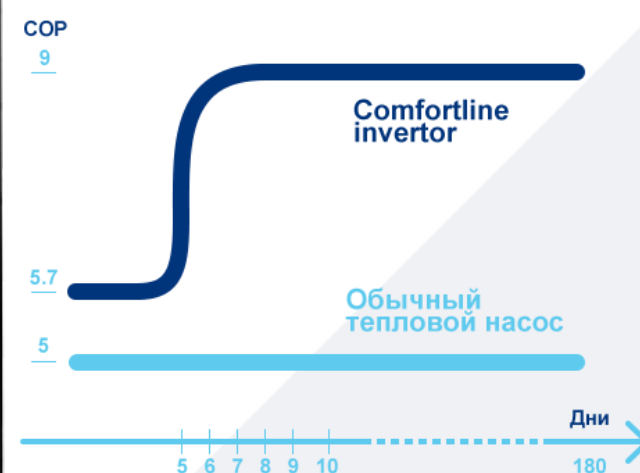 COP
9
Comfortline
invertor
5.7
Обычный
тепловой насос
5
Дни
5 6 7 8 9 10 180